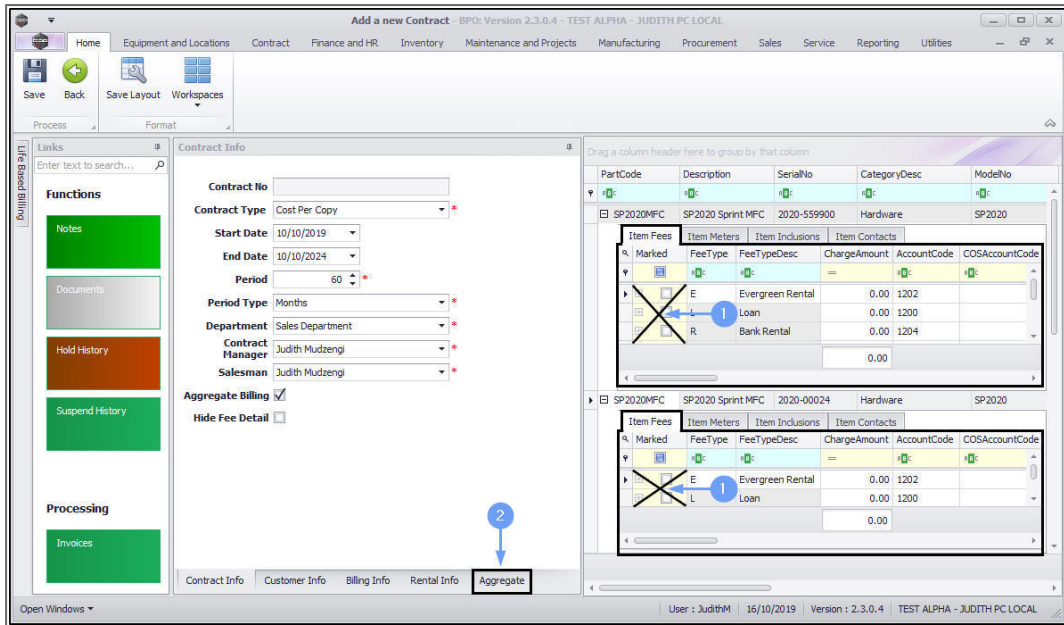 Add a new Contract - BPO: Version 2.3.0.4 - TEST ALPHA - JUDITH PC LOCAL
Home Equipment and Locations Contract Finance and HR Inventory Maintenance and Projects Manufacturing Procurement Sales Service Reporting Utilities
Save Back Save Layout Workspaces
Process Format
Life Based Billing
Links
Enter text to search...
Functions
Notes
Documents
Hold History
Suspend History
Processing
Invoices
Contract Info
Contract No
Contract Type Cost Per Copy *
Start Date 10/10/2019
End Date 10/10/2024
Period 60 *
Period Type Months *
Department Sales Department *
Contract Manager Judith Mudzengi *
Salesman Judith Mudzengi *
Aggregate Billing
Hide Fee Detail
2
Contract Info Customer Info Billing Info Rental Info Aggregate
Drag a column header here to group by that column
PartCode Description SerialNo CategoryDesc ModelNo
SP2020MFC SP2020 Sprint MFC 2020-559900 Hardware SP2020
Item Fees Item Meters Item Inclusions Item Contacts
Marked FeeType FeeTypeDesc ChargeAmount AccountCode COSAccountCode
=
E Evergreen Rental 0.00 1202
L Loan 0.00 1200
R Bank Rental 0.00 1204
1
0.00
SP2020MFC SP2020 Sprint MFC 2020-00024 Hardware SP2020
Item Fees Item Meters Item Inclusions Item Contacts
Marked FeeType FeeTypeDesc ChargeAmount AccountCode COSAccountCode
=
E Evergreen Rental 0.00 1202
L Loan 0.00 1200
1
0.00
Open Windows User : JudithM 16/10/2019 Version : 2.3.0.4 TEST ALPHA - JUDITH PC LOCAL